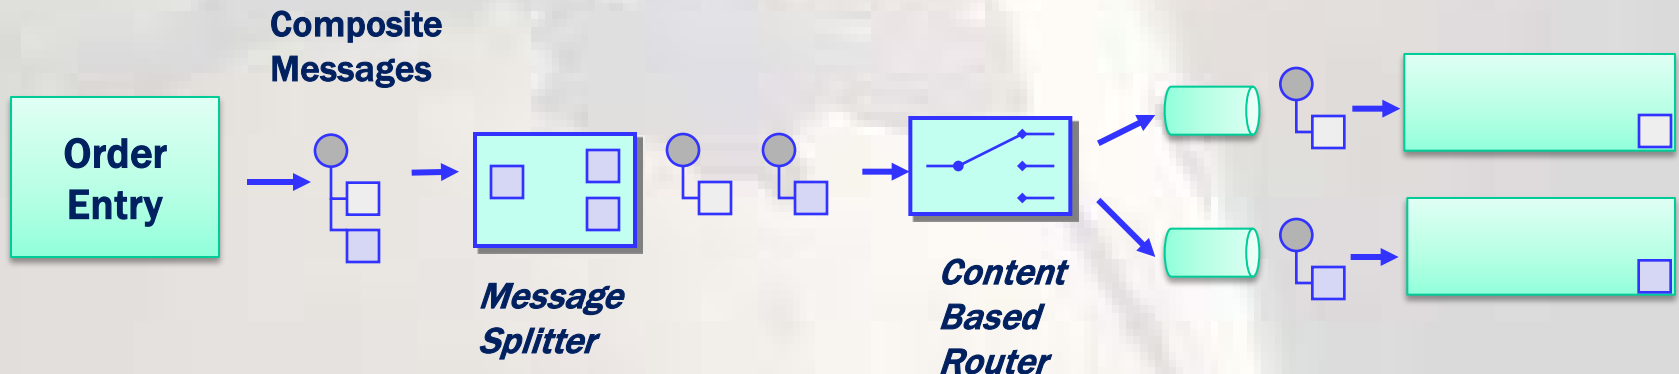 Composite
Messages
Order
Entry
Message
Splitter
Content
Based
Router